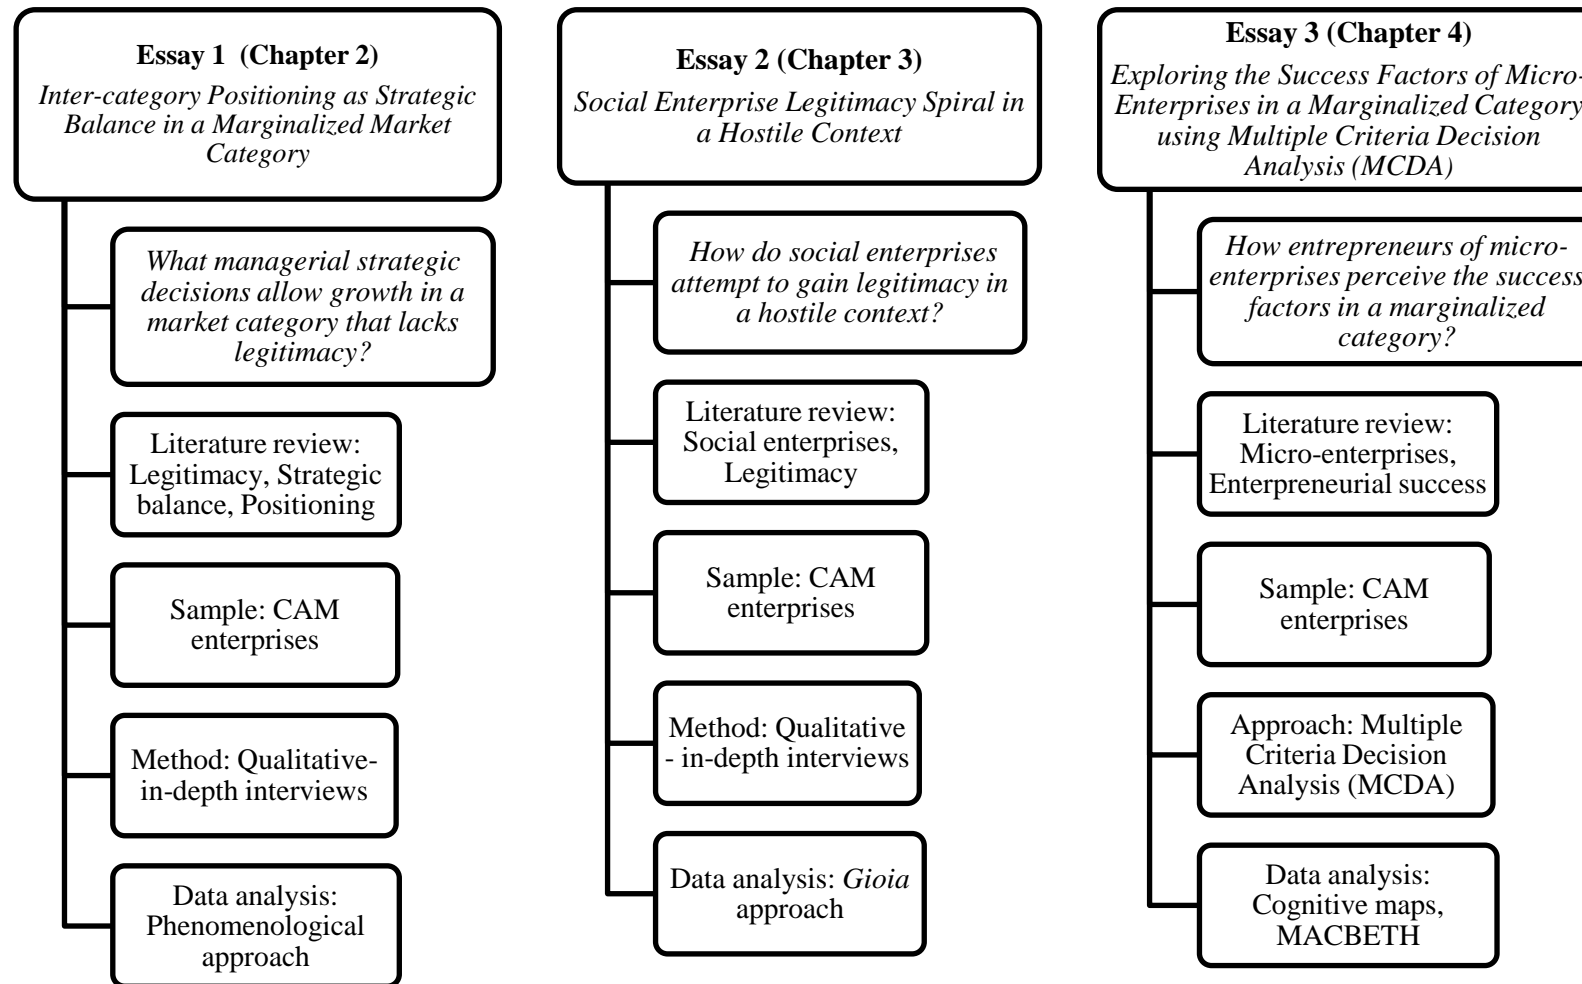 Essay 1 (Chapter 2)
Inter-category Positioning as Strategic
Balance in a Marginalized Market
Category
What managerial strategic
decisions allow growth in a
market category that lacks
legitimacy?
Literature review:
Legitimacy, Strategic
balance, Positioning
Sample: CAM
enterprises
Method: Qualitative-
in-depth interviews
Data analysis:
Phenomenological
approach
Essay 2 (Chapter 3)
Social Enterprise Legitimacy Spiral in
a Hostile Context
How do social enterprises
attempt to gain legitimacy in
a hostile context?
Literature review:
Social enterprises,
Legitimacy
Sample: CAM
enterprises
Method: Qualitative
- in-depth interviews
Data analysis: Gioia
approach
Essay 3 (Chapter 4)
Exploring the Success Factors of Micro-
Enterprises in a Marginalized Category
using Multiple Criteria Decision
Analysis (MCDA)
How entrepreneurs of micro-
enterprises perceive the success
factors in a marginalized
category?
Literature review:
Micro-enterprises,
Enterpreneurial success
Sample: CAM
enterprises
Approach: Multiple
Criteria Decision
Analysis (MCDA)
Data analysis:
Cognitive maps,
MACBETH